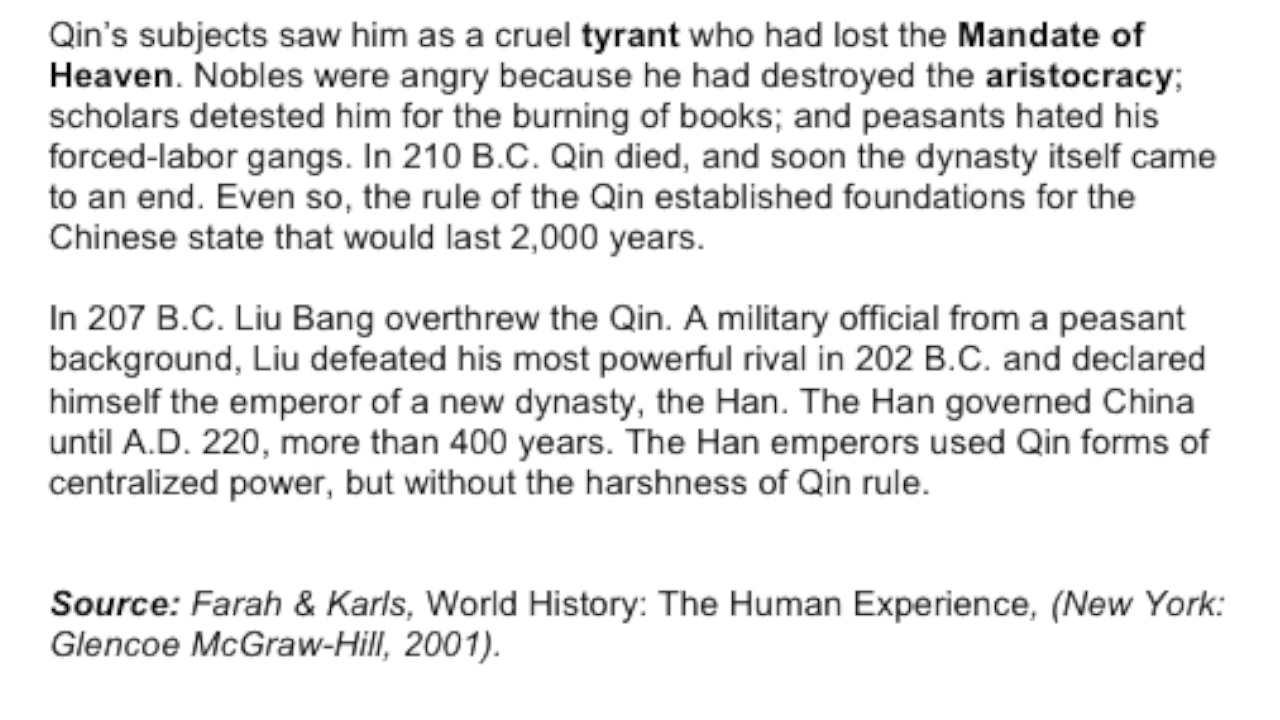 Qin's subjects saw him as a cruel tyrant who had lost the Mandate of
Heaven. Nobles were angry because he had destroyed the aristocracy;
scholars detested him for the burning of books; and peasants hated his
forced-labor gangs. In 210 B.C. Qin died, and soon the dynasty itself came
to an end. Even so, the rule of the Qin established foundations for the
Chinese state that would last 2,000 years.
In 207 B.C. Liu Bang overthrew the Qin. A military official from a peasant
background, Liu defeated his most powerful rival in 202 B.C. and declared
himself the emperor of a new dynasty, the Han. The Han governed China
until A.D. 220, more than 400 years. The Han emperors used Qin forms of
centralized power, but without the harshness of Qin rule.
Source: Farah & Karls, World History: The Human Experience, (New York:
Glencoe McGraw-Hill, 2001).